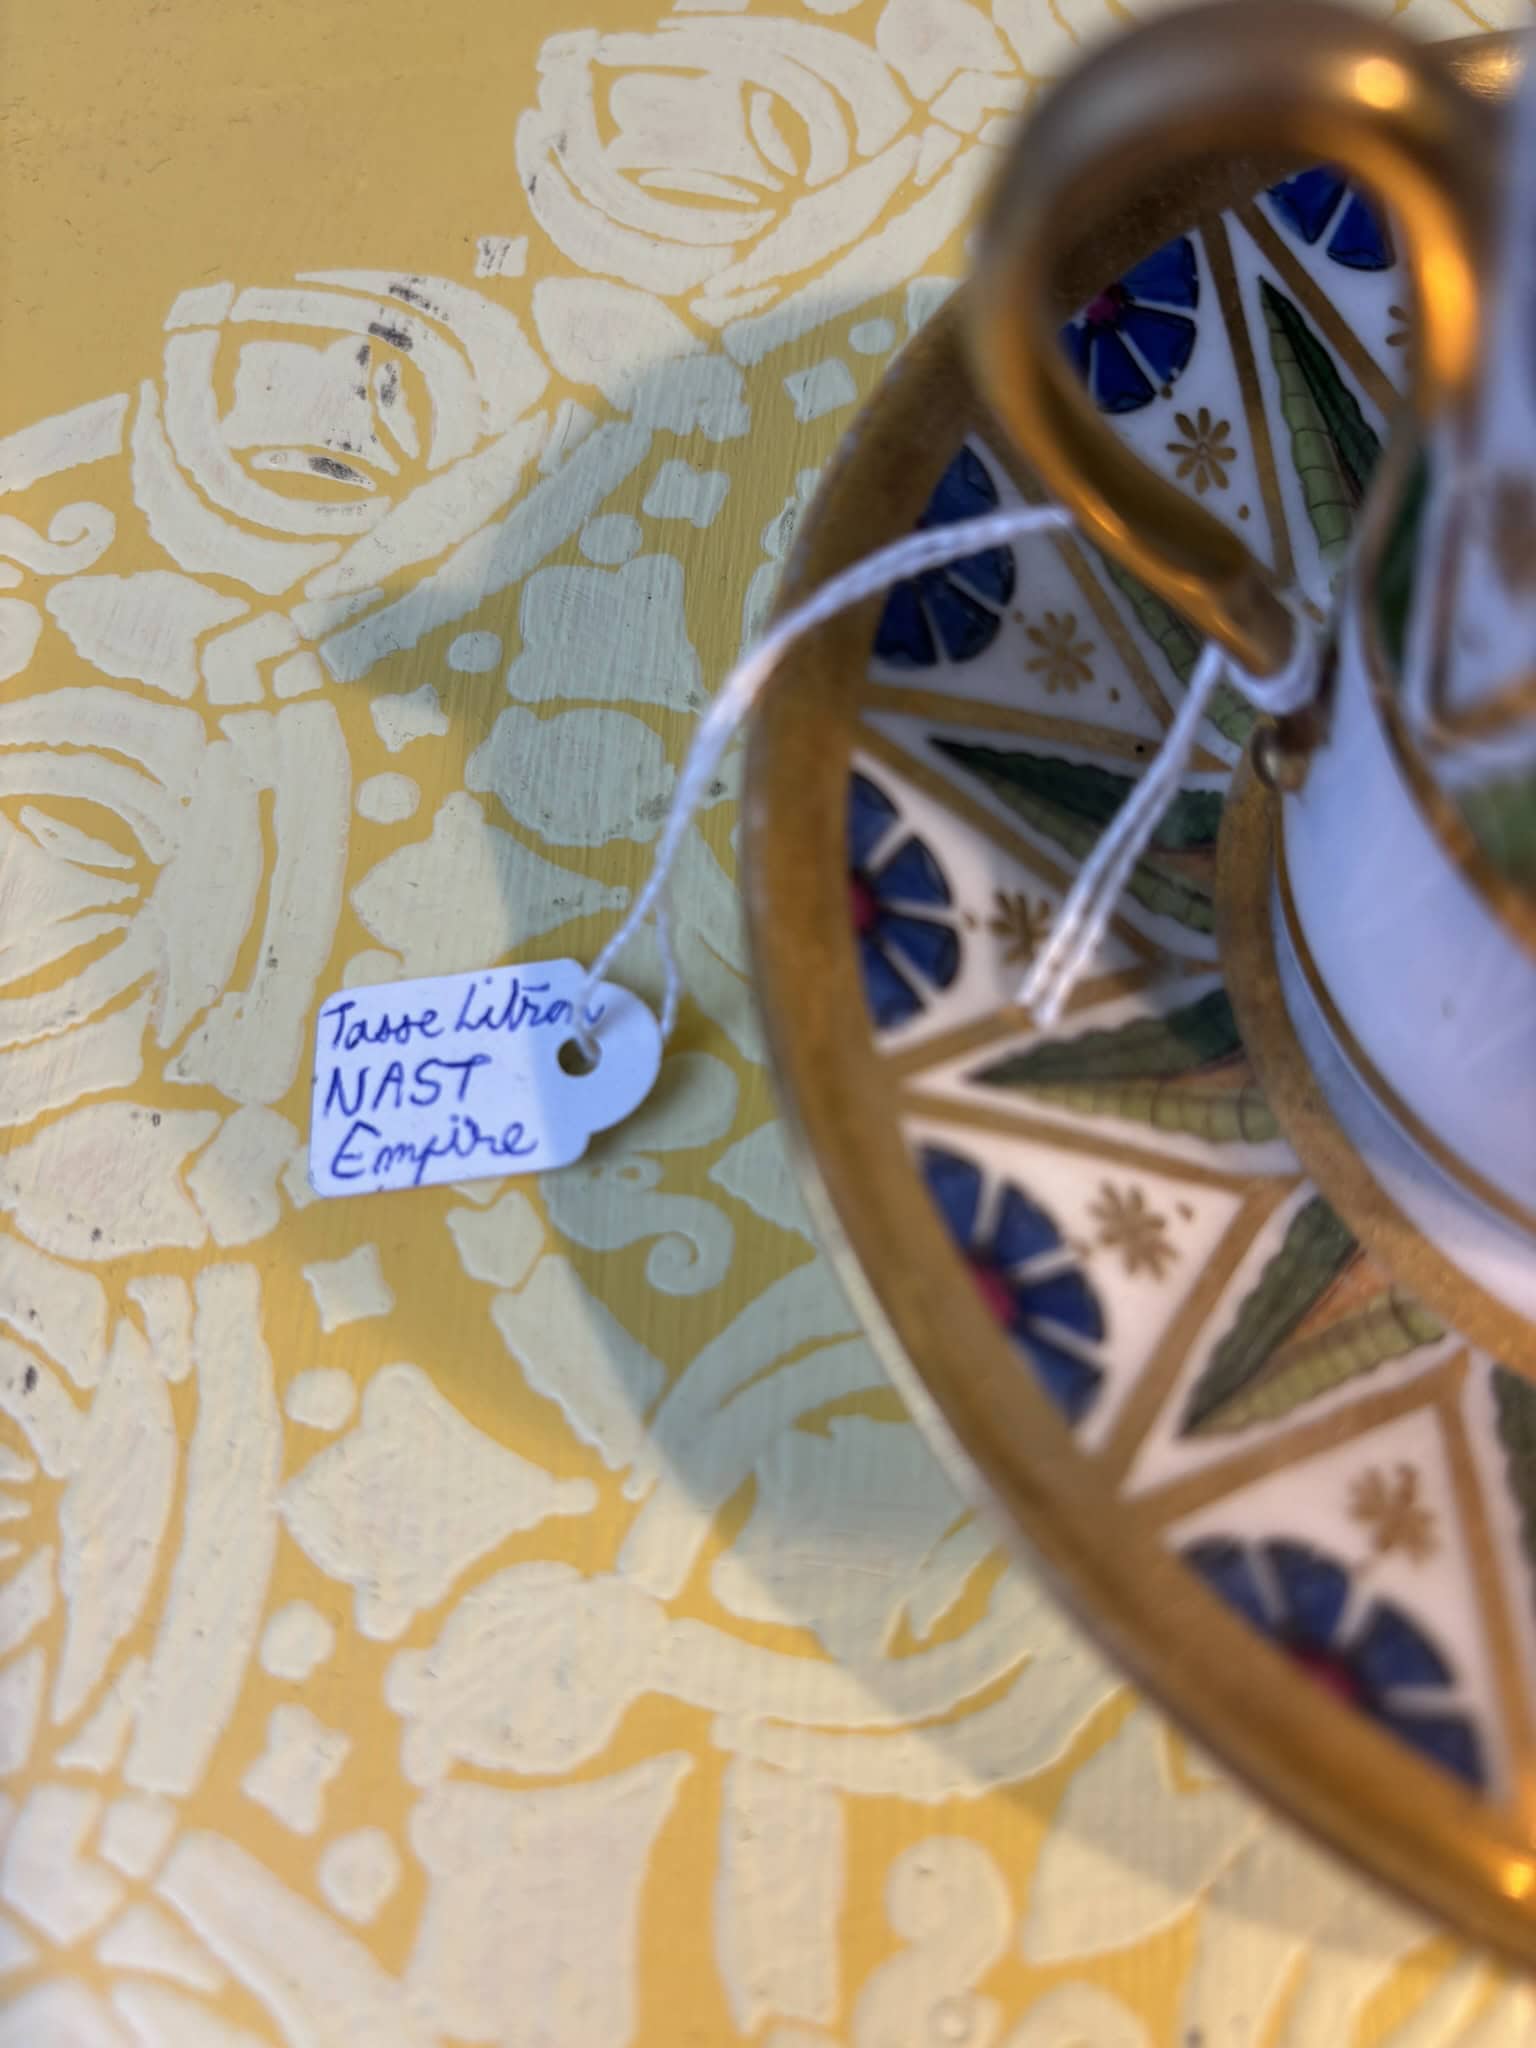 Tasse Litron
NAST
Empire